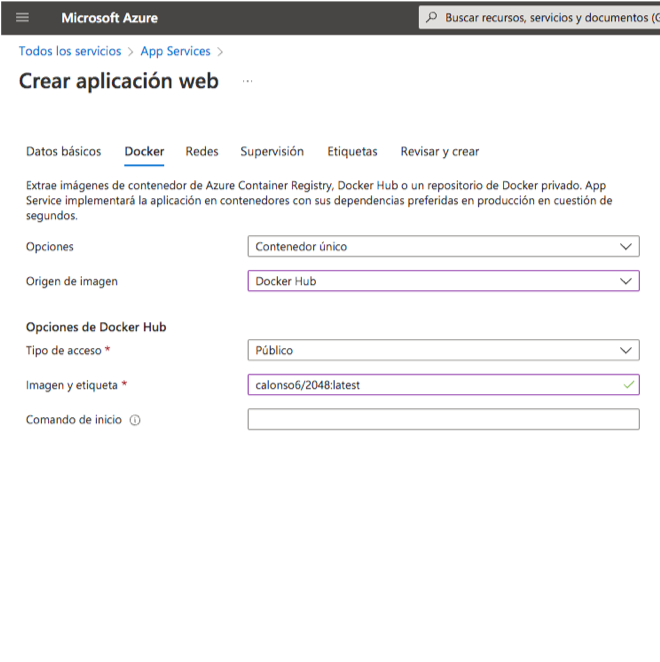 Microsoft Azure
Buscar recursos, servicios y documentos (G
Todos los servicios > App Services >
Crear aplicación web ...
Datos básicos Docker Redes Supervisión Etiquetas Revisar y crear
Extrae imágenes de contenedor de Azure Container Registry, Docker Hub o un repositorio de Docker privado. App
Service implementará la aplicación en contenedores con sus dependencias preferidas en producción en cuestión de
segundos.
Opciones Contenedor único
Origen de imagen Docker Hub
Opciones de Docker Hub
Tipo de acceso * Público
Imagen y etiqueta * calonso6/2048:latest
Comando de inicio